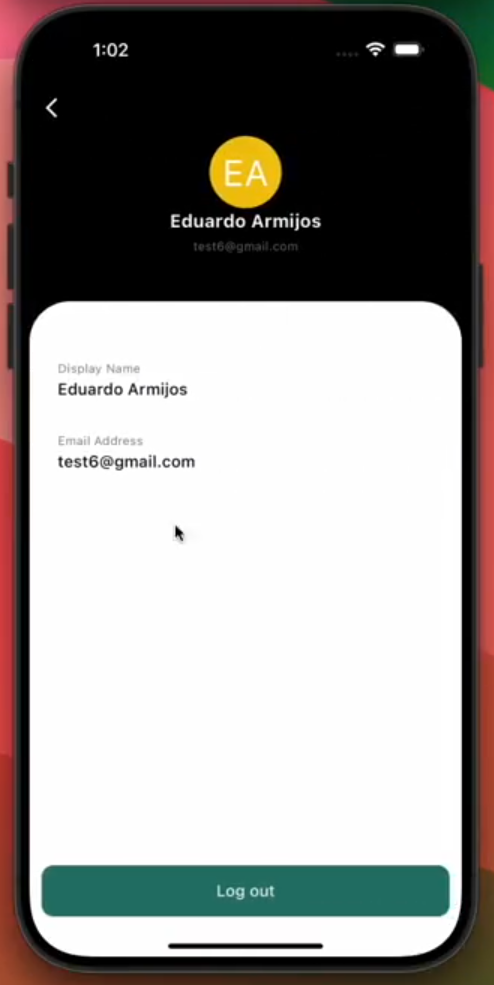 1:02
EA
Eduardo Armijos
test6@gmail.com
Display Name
Eduardo Armijos
Email Address
test6@gmail.com
Log out